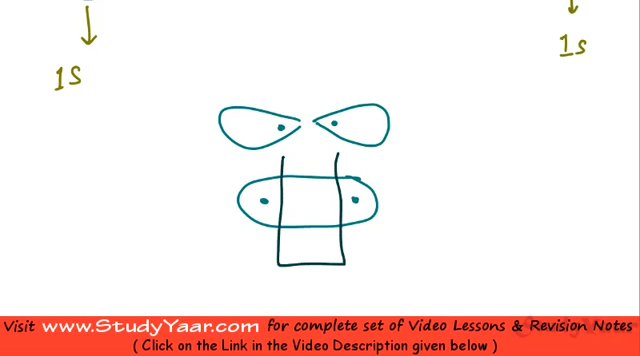 1S
1S
Visit www.StudyYaar.com for complete set of Video Lessons & Revision Notes
( Click on the Link in the Video Description given below )